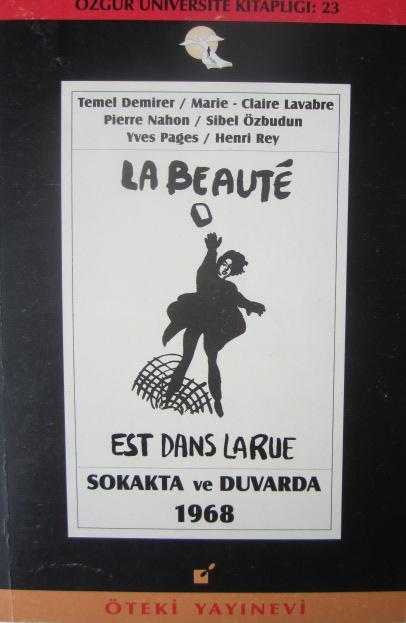 ÖZGÜR ÜNİVERSİTE KİTAPLIĞI: 23
Temel Demirer / Marie - Claire Lavabre
Pierre Nahon / Sibel Özbudun
Yves Pages / Henri Rey
LA BEAUTÉ
EST DANS LA RUE
SOKAKTA ve DUVARDA
1968
ÖTEKİ YAYINEVİ